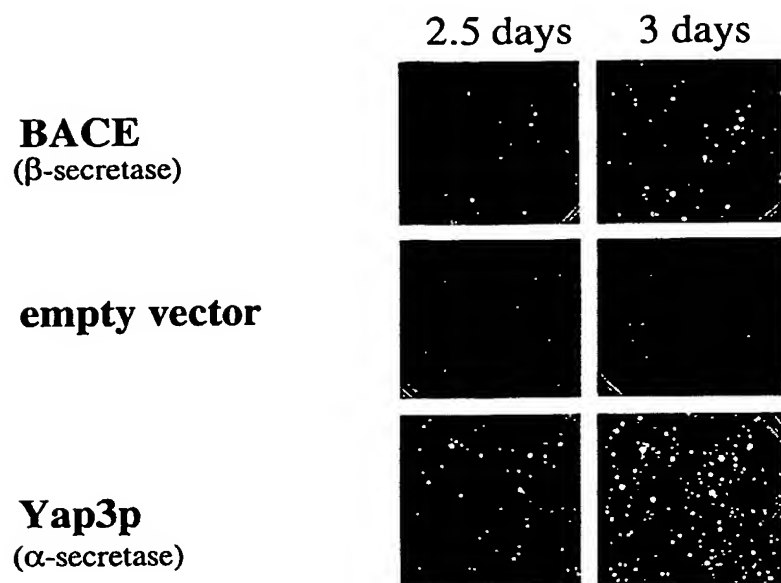 2.5 days 3 days
BACE
(β-secretase)
empty vector
Yap3p
(α-secretase)